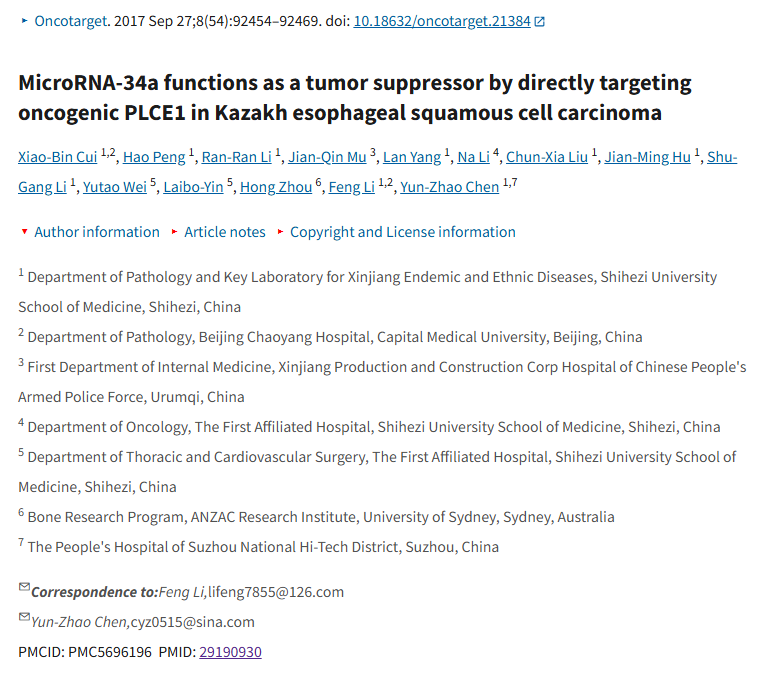 Oncotarget. 2017 Sep 27;8(54):92454–92469. doi: 10.18632/oncotarget.21384
MicroRNA-34a functions as a tumor suppressor by directly targeting
oncogenic PLCE1 in Kazakh esophageal squamous cell carcinoma
Xiao-Bin Cui 1,2, Hao Peng 1, Ran-Ran Li 1, Jian-Qin Mu 3, Lan Yang 1, Na Li 4, Chun-Xia Liu 1, Jian-Ming Hu 1, Shu-
Gang Li 1, Yutao Wei 5, Laibo-Yin 5, Hong Zhou 6, Feng Li 1,2, Yun-Zhao Chen 1,7
Author information Article notes Copyright and License information
1 Department of Pathology and Key Laboratory for Xinjiang Endemic and Ethnic Diseases, Shihezi University
School of Medicine, Shihezi, China
2 Department of Pathology, Beijing Chaoyang Hospital, Capital Medical University, Beijing, China
3 First Department of Internal Medicine, Xinjiang Production and Construction Corp Hospital of Chinese People's
Armed Police Force, Urumqi, China
4 Department of Oncology, The First Affiliated Hospital, Shihezi University School of Medicine, Shihezi, China
5 Department of Thoracic and Cardiovascular Surgery, The First Affiliated Hospital, Shihezi University School of
Medicine, Shihezi, China
6 Bone Research Program, ANZAC Research Institute, University of Sydney, Sydney, Australia
7 The People's Hospital of Suzhou National Hi-Tech District, Suzhou, China
Correspondence to:Feng Li,lifeng7855@126.com
Yun-Zhao Chen,cyz0515@sina.com
PMCID: PMC5696196 PMID: 29190930